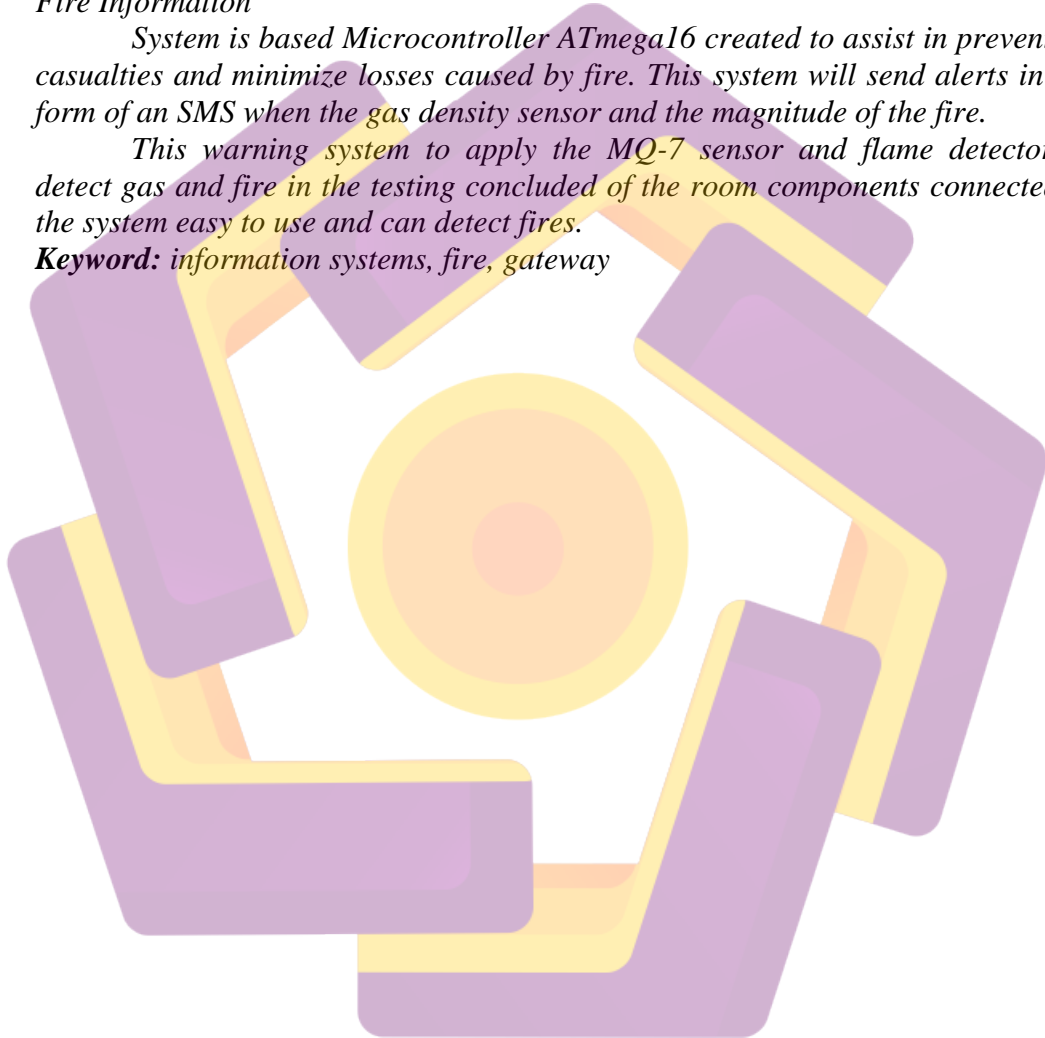 Fire Information
System is based Microcontroller ATmega16 created to assist in preven
casualties and minimize losses caused by fire. This system will send alerts in
form of an SMS when the gas density sensor and the magnitude of the fire.
This warning system to apply the MQ-7 sensor and flame detector
detect gas and fire in the testing concluded of the room components connecte
the system easy to use and can detect fires.
Keyword: information systems, fire, gateway